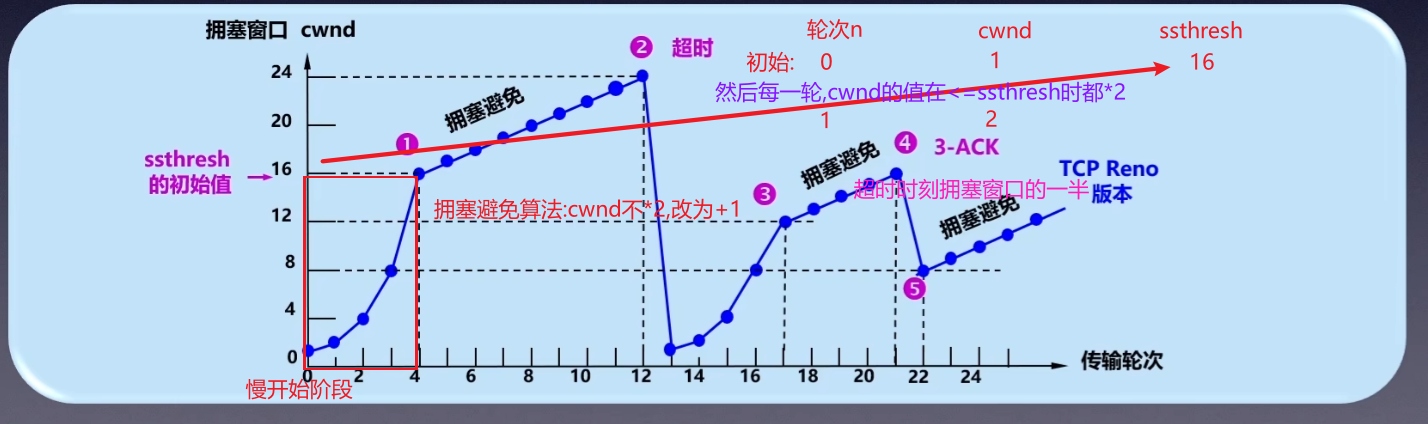 拥塞窗口 cwnd
轮次n cwnd ssthresh
❷ 超时
初始: 0 1 16
24
然后每一轮,cwnd的值在<=ssthresh时都*2
拥塞避免
20
1 2
❶
❹ 3-ACK
拥塞避免
ssthresh
的初始值
16
TCP Reno
版本
❸
超时时刻拥塞窗口的一半
拥塞避免算法:cwnd不*2,改为+1
12
拥塞避免
8
❺
4
0
0 2 4 6 8 10 12 14 16 18 20 22 24
传输轮次
慢开始阶段